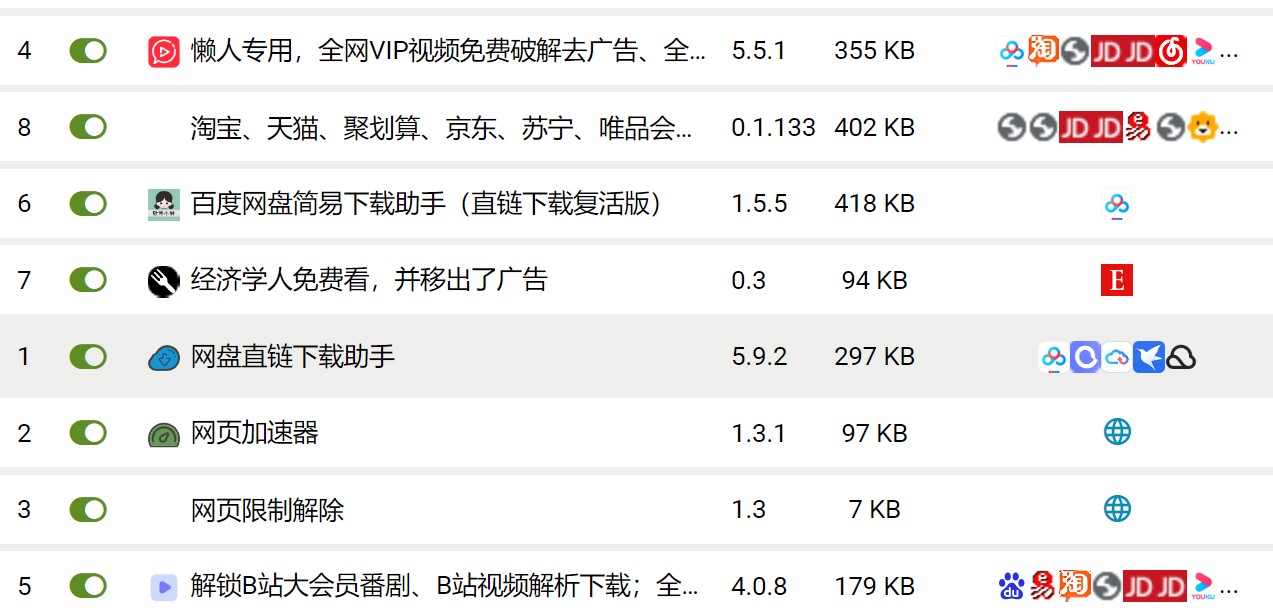 4 懒人专用，全网VIP视频免费破解去广告、全... 5.5.1 355 KB 淘 JD JD YOUKU ...
8 淘宝、天猫、聚划算、京东、苏宁、唯品会... 0.1.133 402 KB JD JD e易 ...
6 百度网盘简易下载助手（直链下载复活版） 1.5.5 418 KB
7 经济学人免费看，并移出了广告 0.3 94 KB E
1 网盘直链下载助手 5.9.2 297 KB
2 网页加速器 1.3.1 97 KB
3 网页限制解除 1.3 7 KB
5 解锁B站大会员番剧、B站视频解析下载；全... 4.0.8 179 KB du e易 淘 JD JD YOUKU ...